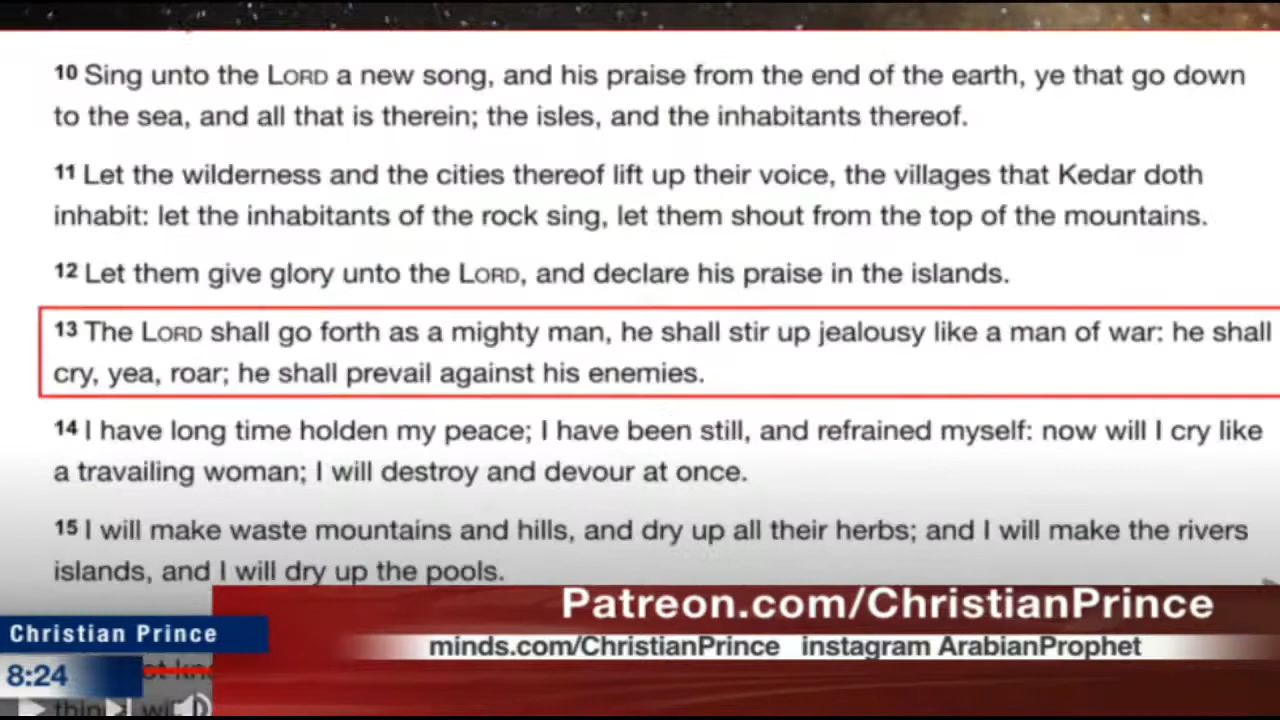 10 Sing unto the LORD a new song, and his praise from the end of the earth, ye that go down
to the sea, and all that is therein; the isles, and the inhabitants thereof.
11 Let the wilderness and the cities thereof lift up their voice, the villages that Kedar doth
inhabit: let the inhabitants of the rock sing, let them shout from the top of the mountains.
12 Let them give glory unto the LORD, and declare his praise in the islands.
13 The LORD shall go forth as a mighty man, he shall stir up jealousy like a man of war: he shall
cry, yea, roar; he shall prevail against his enemies.
14 I have long time holden my peace; I have been still, and refrained myself: now will I cry like
a travailing woman; I will destroy and devour at once.
15 I will make waste mountains and hills, and dry up all their herbs; and I will make the rivers
islands, and I will dry up the pools.
Patreon.com/ChristianPrince
Christian Prince
minds.com/ChristianPrince instagram ArabianProphet
8:24